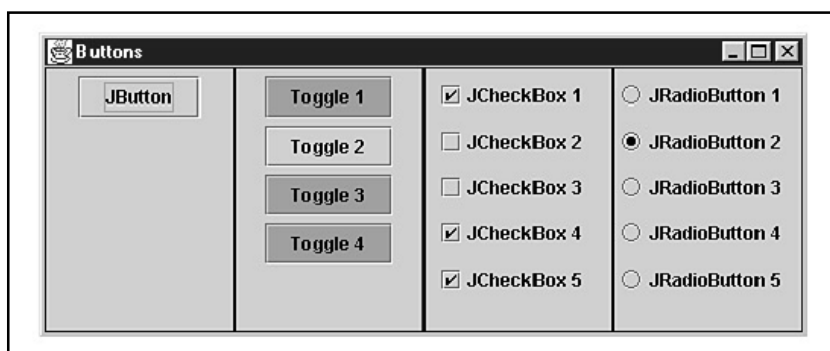 Buttons
JButton
Toggle 1
Toggle 2
Toggle 3
Toggle 4
JCheckBox 1
JCheckBox 2
JCheckBox 3
JCheckBox 4
JCheckBox 5
JRadioButton 1
JRadioButton 2
JRadioButton 3
JRadioButton 4
JRadioButton 5